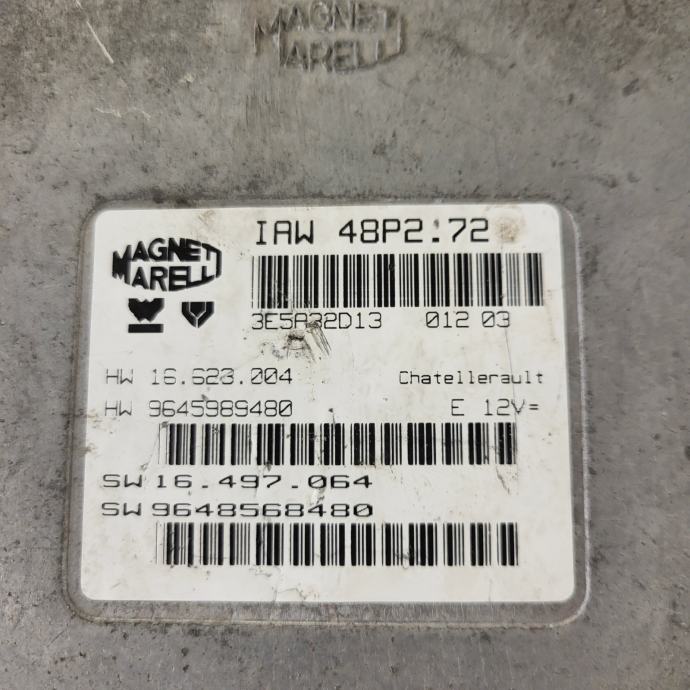 MAGNETI
MARELLI
IAW 48P2.72
MAGNETI
MARELLI
3E5A32D13 012 03
HW 16.623.004 Chatellerault
HW 9645989480 E 12V=
SW 16.497.064
SW 9648568480